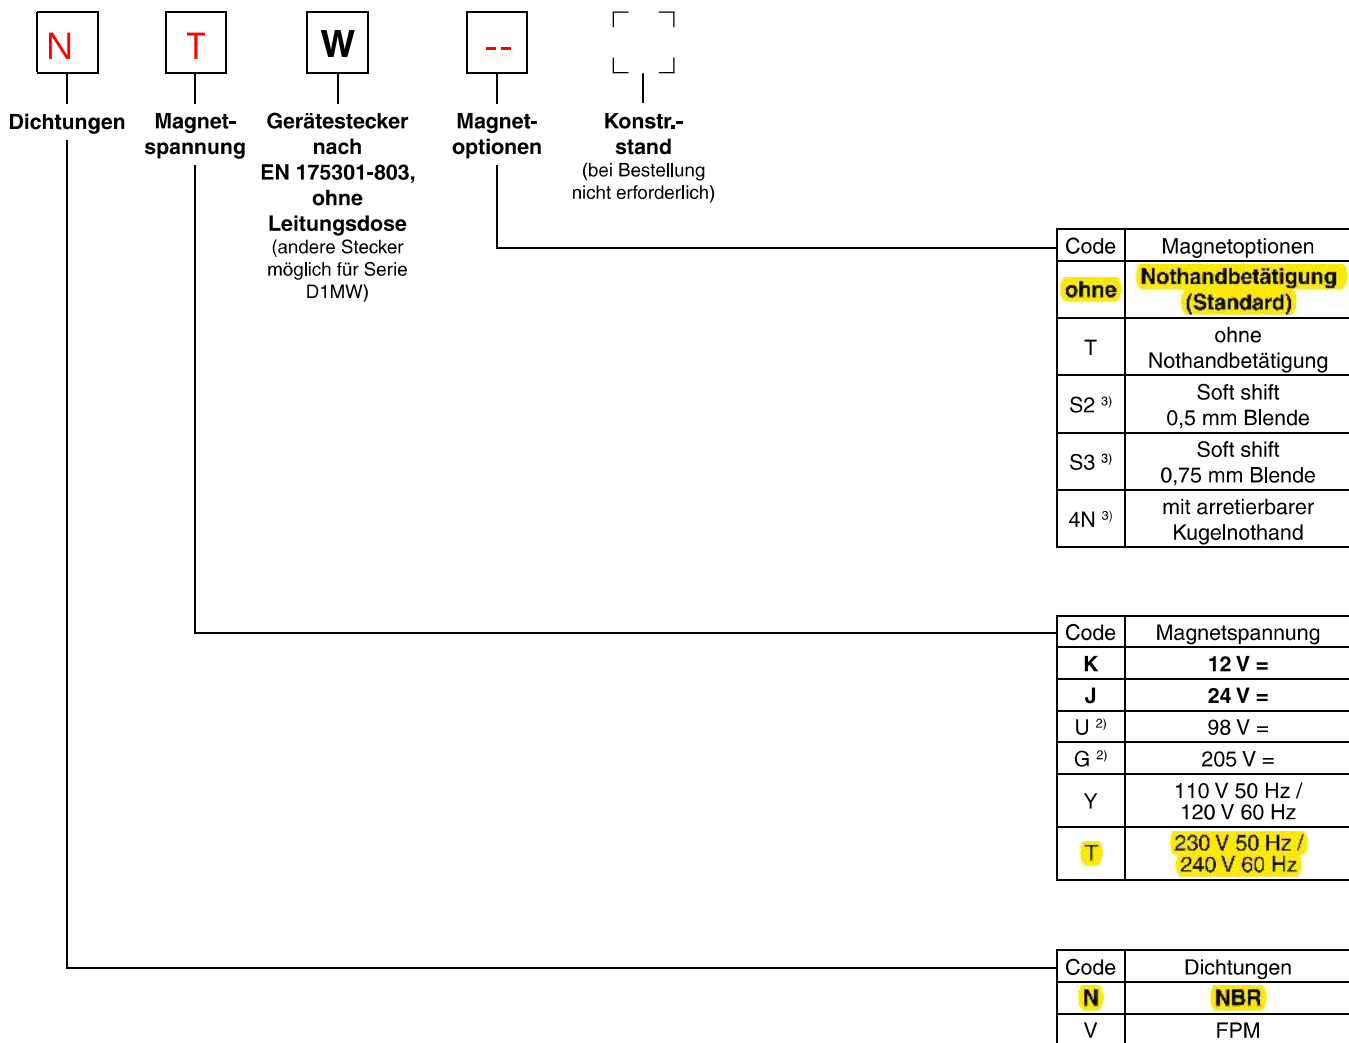 N T W -- 
Dichtungen
Magnet-
spannung
Gerätestecker
nach
EN 175301-803,
ohne
Leitungsdose
(andere Stecker
möglich für Serie
D1MW)
Magnet-
optionen
Konstr.-
stand
(bei Bestellung
nicht erforderlich)
Code Magnetoptionen
ohne Nothandbetätigung
(Standard)
T ohne
Nothandbetätigung
S2 3) Soft shift
0,5 mm Blende
S3 3) Soft shift
0,75 mm Blende
4N 3) mit arretierbarer
Kugelnothand
Code Magnetspannung
K 12 V =
J 24 V =
U 2) 98 V =
G 2) 205 V =
Y 110 V 50 Hz /
120 V 60 Hz
T 230 V 50 Hz /
240 V 60 Hz
Code Dichtungen
N NBR
V FPM